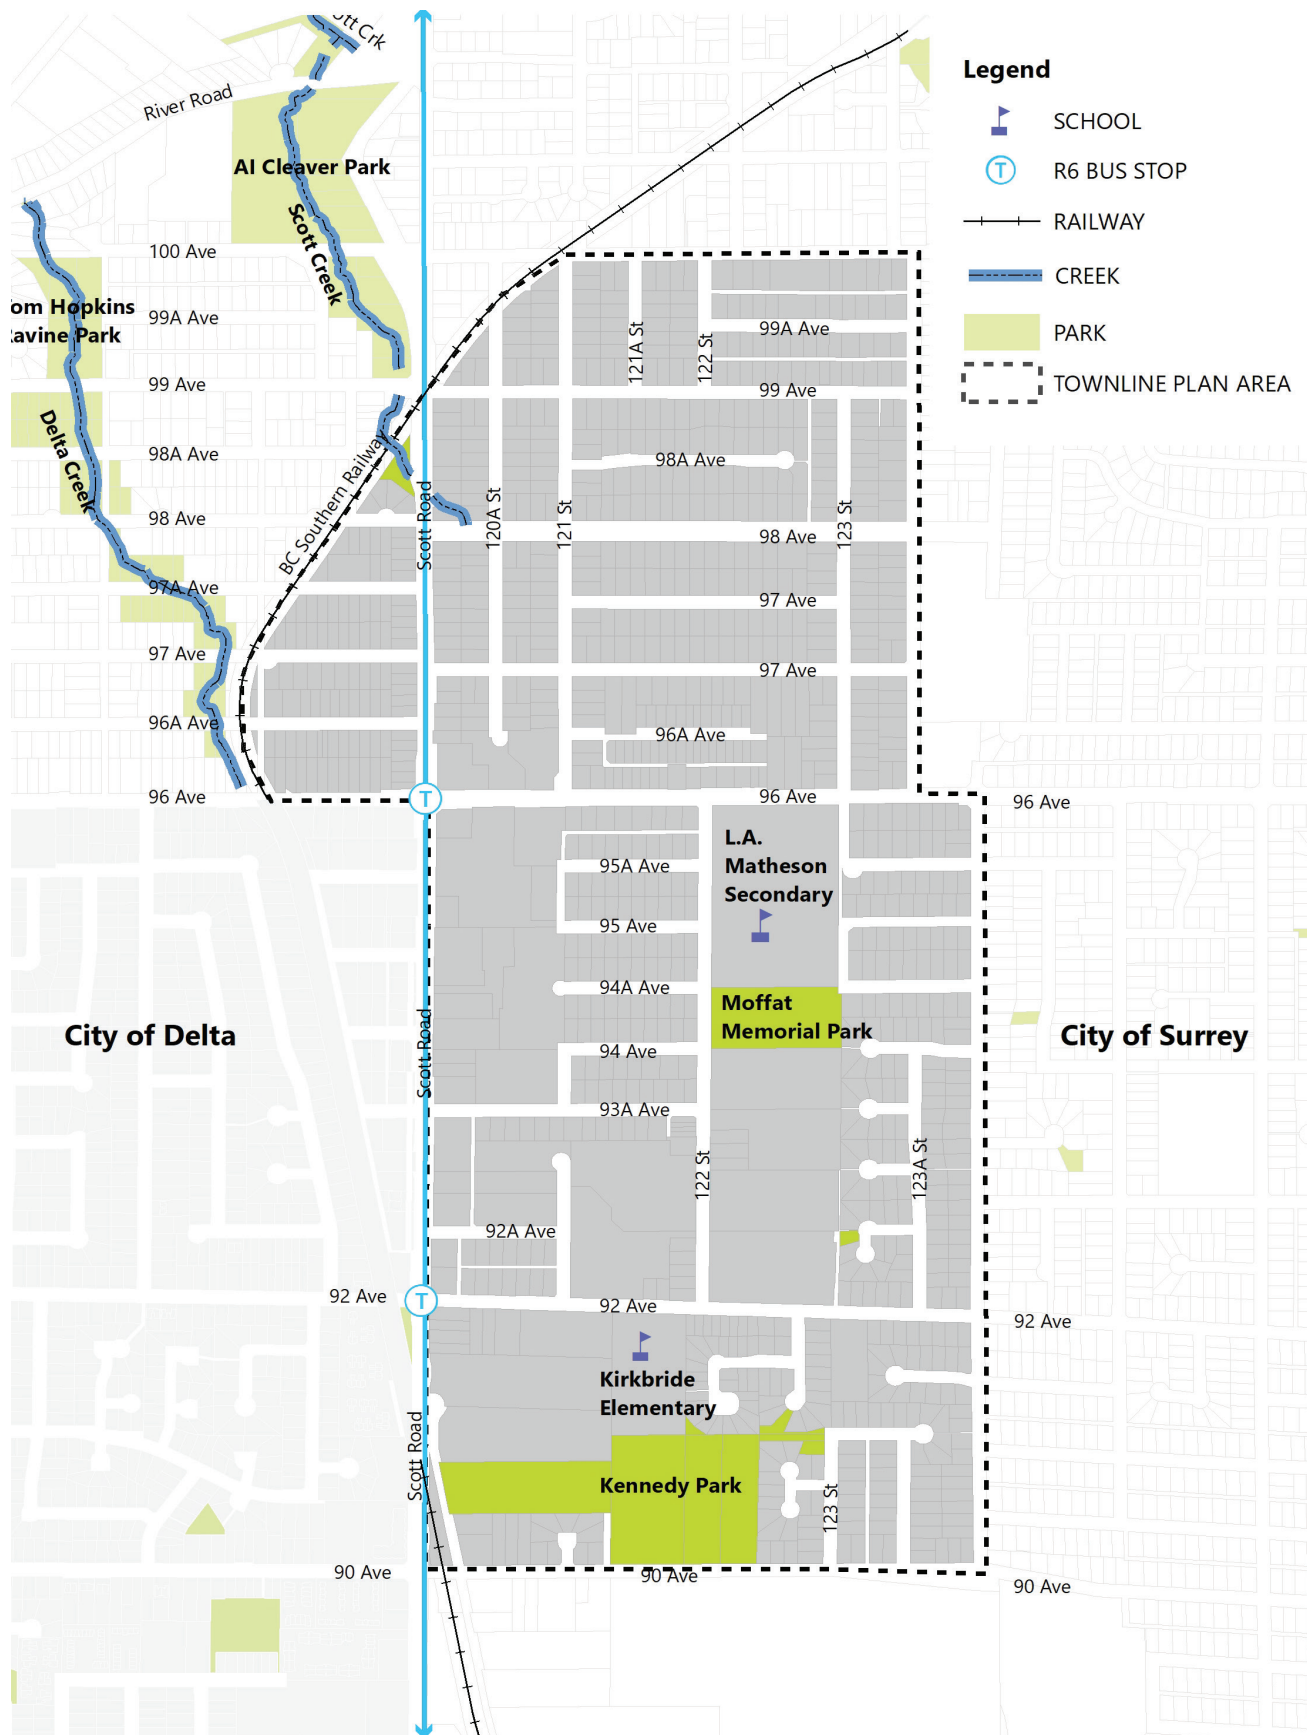 ott Crk
River Road
AI Cleaver Park
Scott Creek
100 Ave
om Hopkins
avine Park
99A Ave
99 Ave
Delta Creek
98A Ave
98 Ave
97A Ave
97 Ave
96A Ave
96 Ave
BC Southern Railway
Scott Road
120A St
121 St
121A St
122 St
99A Ave
99 Ave
98A Ave
123 St
98 Ave
97 Ave
97 Ave
96A Ave
96 Ave
T
96 Ave
L.A.
Matheson
Secondary
95A Ave
95 Ave
94A Ave
Moffat
Memorial Park
94 Ave
93A Ave
Scott Road
City of Delta
City of Surrey
122 St
123A St
92A Ave
92 Ave
T
92 Ave
92 Ave
Kirkbride
Elementary
Scott Road
Kennedy Park
123 St
90 Ave
90 Ave
90 Ave
Legend
SCHOOL
T
R6 BUS STOP
RAILWAY
CREEK
PARK
TOWNLINE PLAN AREA